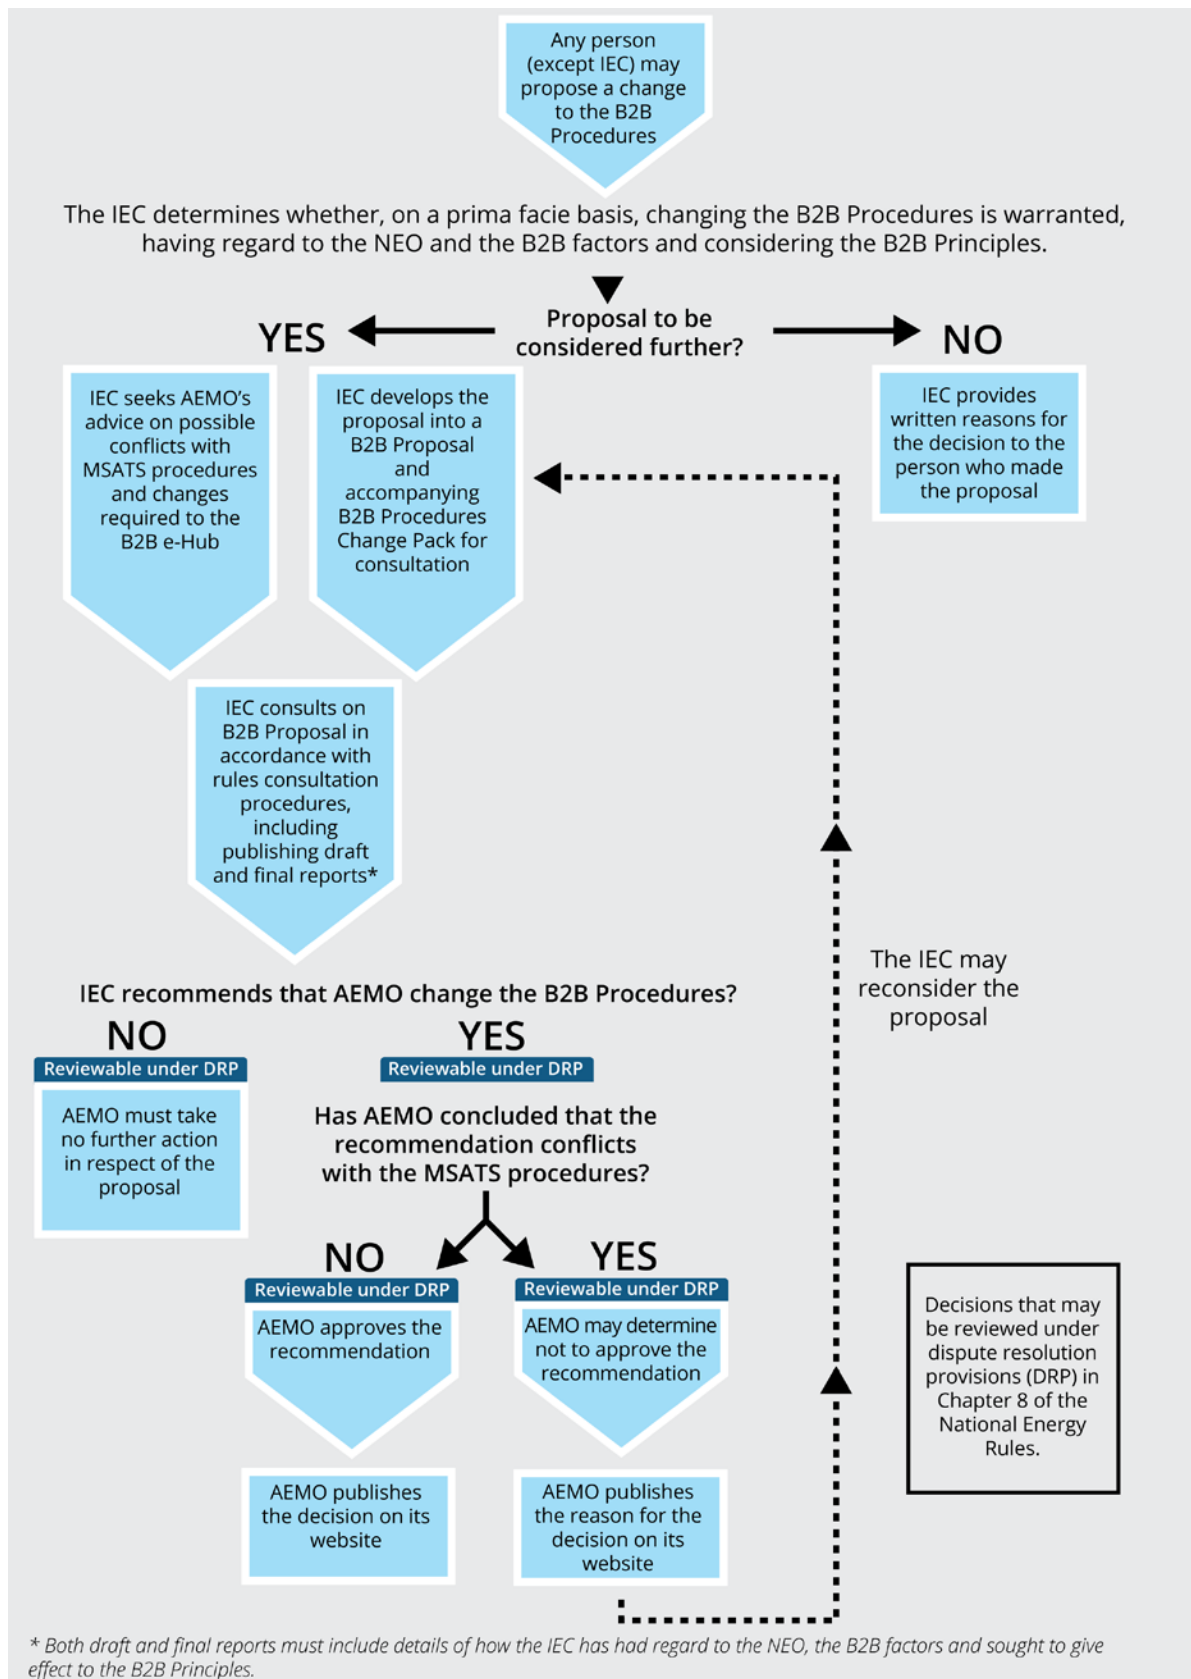 Any person
(except IEC) may
propose a change
to the B2B
Procedures
The IEC determines whether, on a prima facie basis, changing the B2B Procedures is warranted,
having regard to the NEO and the B2B factors and considering the B2B Principles.
Proposal to be
considered further?
YES
NO
IEC seeks AEMO's
advice on possible
conflicts with
MSATS procedures
and changes
required to the
B2B e-Hub
IEC develops the
proposal into a
B2B Proposal
and
accompanying
B2B Procedures
Change Pack for
consultation
IEC provides
written reasons for
the decision to the
person who made
the proposal
IEC consults on
B2B Proposal in
accordance with
rules consultation
procedures,
including
publishing draft
and final reports*
The IEC may
reconsider the
proposal
IEC recommends that AEMO change the B2B Procedures?
NO
Reviewable under DRP
AEMO must take
no further action
in respect of the
proposal
YES
Reviewable under DRP
Has AEMO concluded that the
recommendation conflicts
with the MSATS procedures?
NO
Reviewable under DRP
AEMO approves the
recommendation
YES
Reviewable under DRP
AEMO may determine
not to approve the
recommendation
AEMO publishes
the decision on its
website
AEMO publishes
the reason for the
decision on its
website
Decisions that may
be reviewed under
dispute resolution
provisions (DRP) in
Chapter 8 of the
National Energy
Rules.
* Both draft and final reports must include details of how the IEC has had regard to the NEO, the B2B factors and sought to give
effect to the B2B Principles.